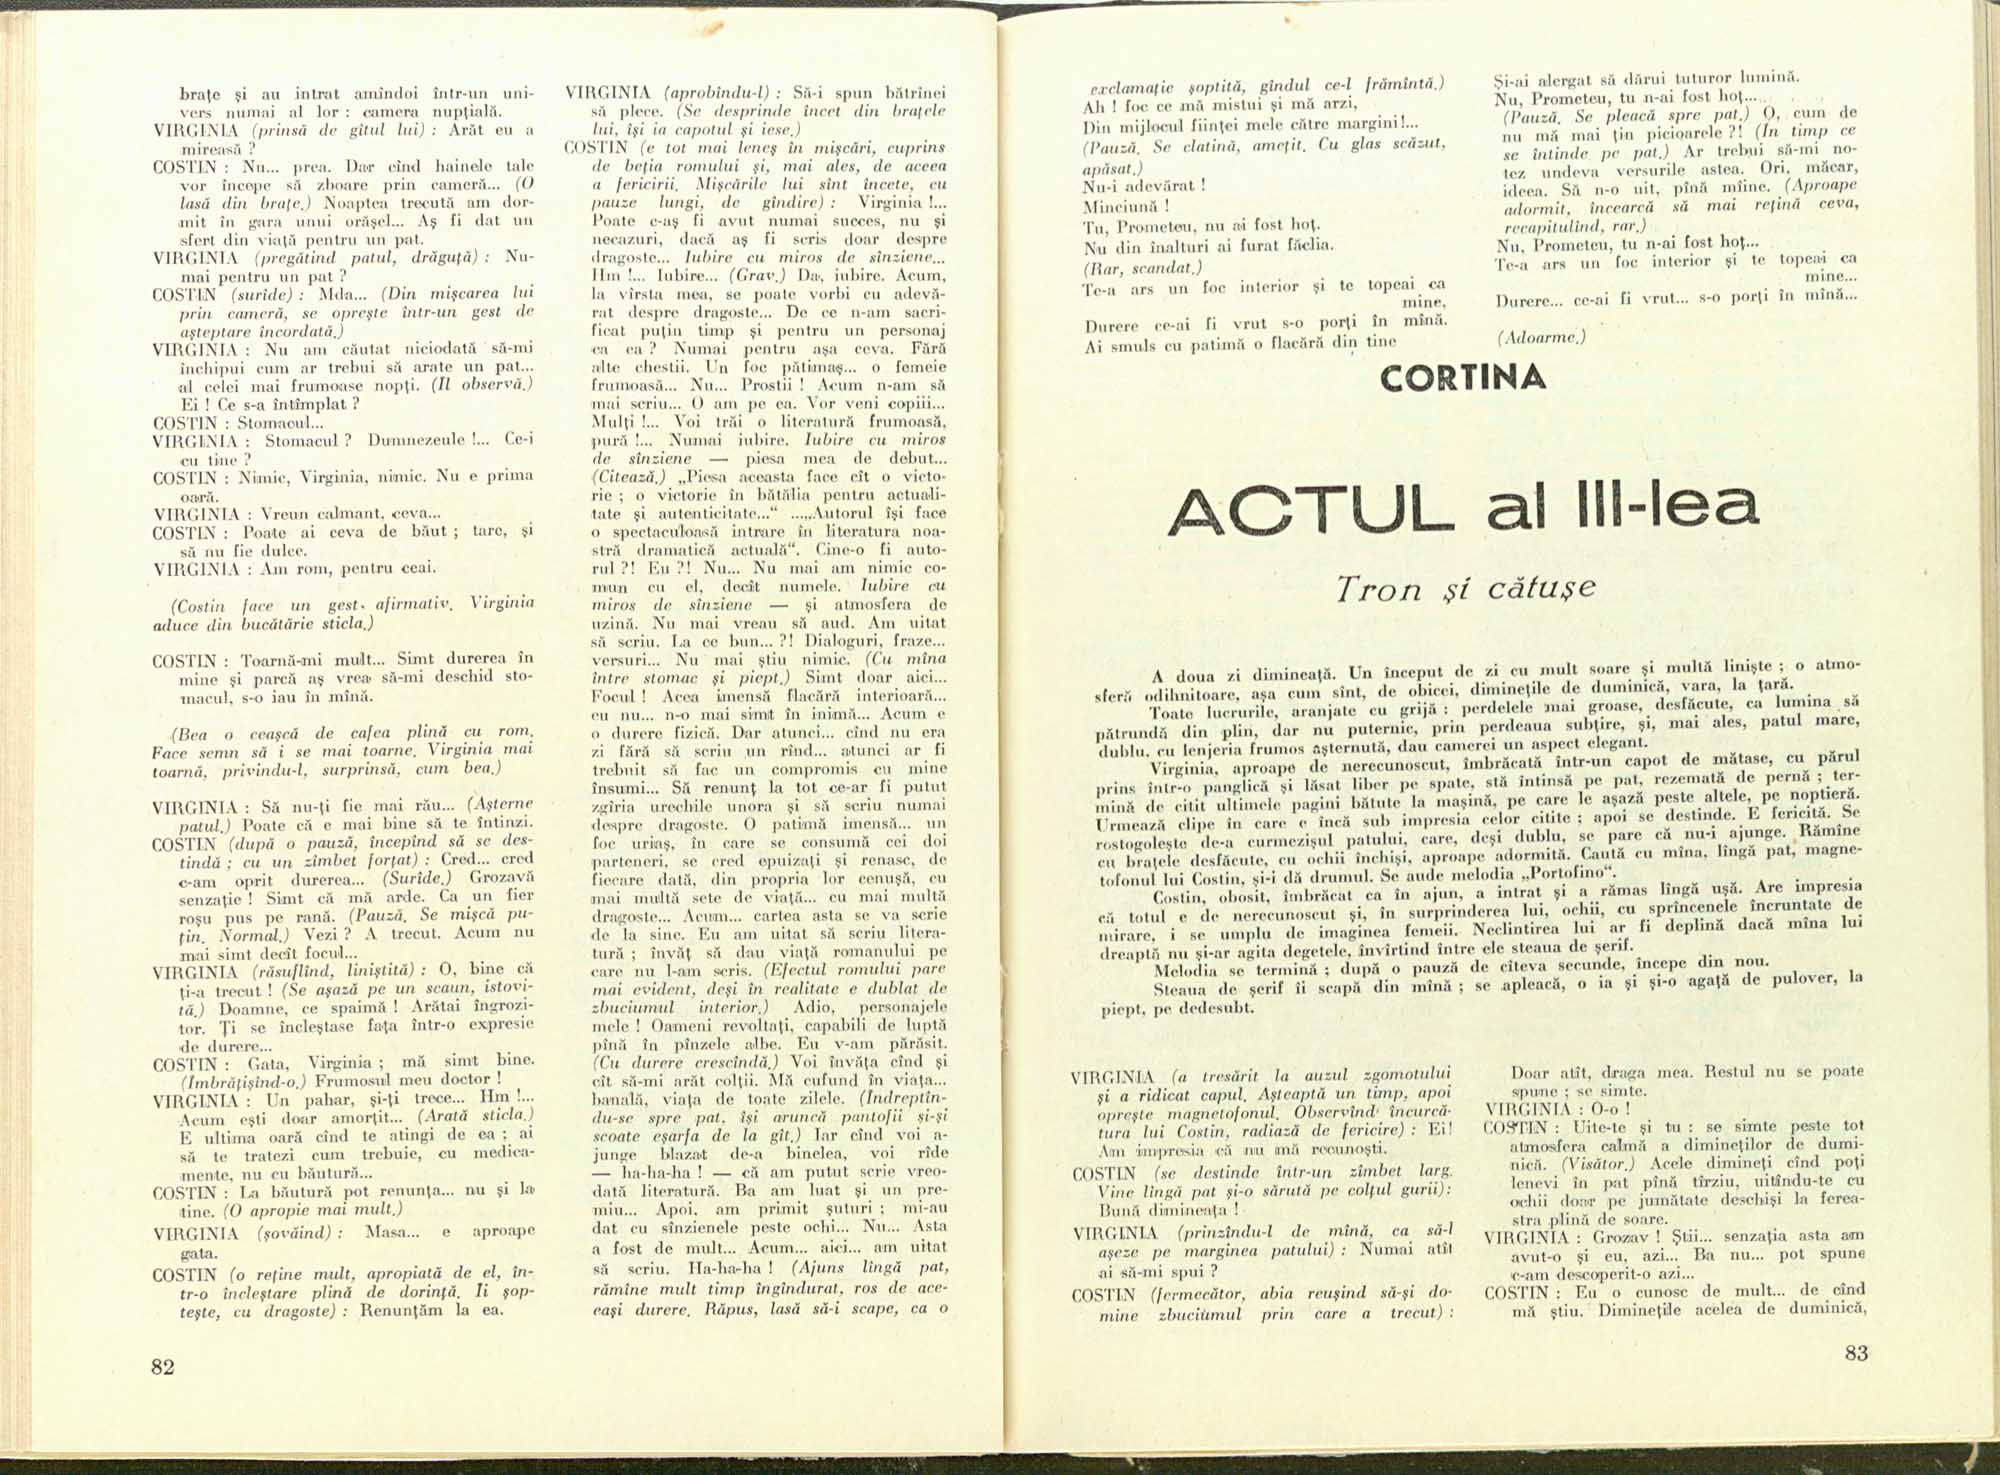 brațe și au intrat amîndoi într-un uni-
vers numai al lor : camera nupțială.
VIRGINIA (prinsă de gîtul lui) : Arăt eu a
mireasă ?
COSTIN : Nu... prea. Dar cînd hainele tale
vor începe să zboare prin cameră... (O
lasă din brațe.) Noaptea trecută am dor-
mit în gara unui orășel... Aș fi dat un
sfert din viață pentru un pat.
VIRGINIA (pregătind patul, drăguță) : Nu-
mai pentru un pat ?
COSTIN (surîde) : Mda... (Din mișcarea lui
prin cameră, se oprește într-un gest de
așteptare încordată.)
VIRGINIA : Nu am căutat niciodată să-mi
închipui cum ar trebui să arate un pat...
al celei mai frumoase nopți. (Il observă.)
Ei ! Ce s-a întîmplat ?
COSTIN : Stomacul...
VIRGINIA : Stomacul ? Dumnezeule !... Ce-i
cu tine ?
COSTIN : Nimic, Virginia, nimic. Nu e prima
oară.
VIRGINIA : Vreun calmant, ceva...
COSTIN : Poate ai ceva de băut ; tare, și
să nu fie dulce.
VIRGINIA : Am rom, pentru ceai.
(Costin face un gest afirmativ. Virginia
aduce din bucătărie sticla.)
COSTIN : Toarnă-mi mult... Simt durerea în
mine și parcă aș vrea să-mi deschid sto-
macul, s-o iau în mînă.
(Bea o ceașcă de cafea plină cu rom.
Face semn să i se mai toarne. Virginia mai
toarnă, privindu-l, surprinsă, cum bea.)
VIRGINIA : Să nu-ți fie mai rău... (Așterne
patul.) Poate că e mai bine să te întinzi.
COSTIN (după o pauză, începînd să se des-
tindă ; cu un zîmbet forțat) : Cred... cred
c-am oprit durerea... (Surîde.) Grozavă
senzație ! Simt că mă arde. Ca un fier
roșu pus pe rană. (Pauză. Se mișcă pu-
țin. Normal.) Vezi ? A trecut. Acum nu
mai simt decît focul...
VIRGINIA (răsuflînd, liniștită) : O, bine că
ți-a trecut ! (Se așază pe un scaun, istovi-
tă.) Doamne, ce spaimă ! Arătai îngrozi-
tor. Ți se încleștase fața într-o expresie
de durere...
COSTIN : Gata, Virginia ; mă simt bine.
(Imbrățișînd-o.) Frumosul meu doctor !
VIRGINIA : Un pahar, și-ți trece... Hm !...
Acum ești doar amorțit... (Arată sticla.)
E ultima oară cînd te atingi de ea ; ai
să te tratezi cum trebuie, cu medica-
mente, nu cu băutură...
COSTIN : La băutură pot renunța... nu și la
tine. (O apropie mai mult.)
VIRGINIA (șovăind) : Masa... e aproape
gata.
COSTIN (o reține mult, apropiată de el, în-
tr-o încleștare plină de dorință. Ii șop-
tește, cu dragoste) : Renunțăm la ea.
82
VIRGINIA (aprobîndu-l) : Să-i spun bătrînei
să plece. (Se desprinde încet din brațele
lui, își ia capotul și iese.)
COSTIN (e tot mai leneș în mișcări, cuprins
de beția romului și, mai ales, de aceea
a fericirii. Mișcările lui sînt încete, cu
pauze lungi, de gîndire) : Virginia !...
Poate c-aș fi avut numai succes, nu și
necazuri, dacă aș fi scris doar despre
dragoste... Iubire cu miros de sînziene...
Hm !... Iubire... (Grav.) Da, iubire. Acum,
la vîrsta mea, se poate vorbi cu adevă-
rat despre dragoste... De ce n-am sacri-
ficat puțin timp și pentru un personaj
ca ea ? Numai pentru așa ceva. Fără
alte chestii. Un foc pătimaș... o femeie
frumoasă... Nu... Prostii ! Acum n-am să
mai scriu... O am pe ea. Vor veni copiii...
Mulți !... Voi trăi o literatură frumoasă,
pură !... Numai iubire. Iubire cu miros
de sînziene — piesa mea de debut...
(Citează.) „Piesa aceasta face cît o victo-
rie ; o victorie în bătălia pentru actuali-
tate și autenticitate...“ ...„Autorul își face
o spectaculoasă intrare în literatura noa-
stră dramatică actuală“. Cine-o fi auto-
rul ?! Eu ?! Nu... Nu mai am nimic co-
mun cu el, decît numele. Iubire cu
miros de sînziene — și atmosfera de
uzină. Nu mai vreau să aud. Am uitat
să scriu. La ce bun... ?! Dialoguri, fraze...
versuri... Nu mai știu nimic. (Cu mîna
între stomac și piept.) Simt doar aici...
Focul ! Acea imensă flacără interioară...
eu nu... n-o mai simt în inimă... Acum e
o durere fizică. Dar atunci... cînd nu era
zi fără să scriu un rînd... atunci ar fi
trebuit să fac un compromis cu mine
însumi... Să renunț la tot ce-ar fi putut
zgîria urechile unora și să scriu numai
despre dragoste. O patimă imensă... un
foc uriaș, în care se consumă cei doi
parteneri, se cred epuizați și renasc, de
fiecare dată, din propria lor cenușă, cu
mai multă sete de viață... cu mai multă
dragoste... Acum... cartea asta se va scrie
de la sine. Eu am uitat să scriu litera-
tură ; învăț să dau viață romanului pe
care nu l-am scris. (Efectul romului pare
mai evident, deși în realitate e dublat de
zbuciumul interior.) Adio, personajele
mele ! Oameni revoltați, capabili de luptă
pînă în pînzele albe. Eu v-am părăsit.
(Cu durere crescîndă.) Voi învăța cînd și
cît să-mi arăt colții. Mă cufund în viața...
banală, viața de toate zilele. (Indreptîn-
du-se spre pat, își aruncă pantofii și-și
scoate eșarfa de la gît.) Iar cînd voi a-
junge blazat de-a binelea, voi rîde
— ha-ha-ha ! — că am putut scrie vreo-
dată literatură. Ba am luat și un pre-
miu... Apoi, am primit șuturi ; mi-au
dat cu sînzienele peste ochi... Nu... Asta
a fost de mult... Acum... aici... am uitat
să scriu. Ha-ha-ha ! (Ajuns lîngă pat,
rămîne mult timp îngîndurat, ros de ace-
eași durere. Răpus, lasă să-i scape, ca o
exclamație șoptită, gîndul ce-l frămîntă.)
Ah ! foc ce mă mistui și mă arzi,
Din mijlocul ființei mele către margini !...
(Pauză. Se clatină, amețit. Cu glas scăzut,
apăsat.)
Nu-i adevărat !
Minciună !
Tu, Prometeu, nu ai fost hoț.
Nu din înalturi ai furat făclia.
(Rar, scandat.)
Te-a ars un foc interior și te topeai ca
mine,
Durere ce-ai fi vrut s-o porți în mînă.
Ai smuls cu patimă o flacără din tine
Și-ai alergat să dărui tuturor lumină.
Nu, Prometeu, tu n-ai fost hoț...
(Pauză. Se pleacă spre pat.) O, cum de
nu mă mai țin picioarele ?! (In timp ce
se întinde pe pat.) Ar trebui să-mi no-
tez undeva versurile astea. Ori, măcar,
ideea. Să n-o uit, pînă mîine. (Aproape
adormit, încearcă să mai rețină ceva,
recapitulind, rar.)
Nu, Prometeu, tu n-ai fost hoț...
Te-a ars un foc interior și te topeai ca
mine...
Durere... ce-ai fi vrut... s-o porți în mînă...
(Adoarme.)
CORTINA
ACTUL al III-lea
Tron și cătușe
A doua zi dimineață. Un început de zi cu mult soare și multă liniște ; o atmo-
sferă odihnitoare, așa cum sînt, de obicei, diminețile de duminică, vara, la țară.
Toate lucrurile, aranjate cu grijă : perdelele mai groase, desfăcute, ca lumina să
pătrundă din plin, dar nu puternic, prin perdeaua subțire, și, mai ales, patul mare,
dublu, cu lenjeria frumos așternută, dau camerei un aspect elegant.
Virginia, aproape de nerecunoscut, îmbrăcată într-un capot de mătase, cu părul
prins într-o panglică și lăsat liber pe spate, stă întinsă pe pat, rezemată de pernă ; ter-
mină de citit ultimele pagini bătute la mașină, pe care le așază peste altele, pe noptieră.
Urmează clipe în care e încă sub impresia celor citite ; apoi se destinde. E fericită. Se
rostogolește de-a curmezișul patului, care, deși dublu, se pare că nu-i ajunge. Rămîne
cu brațele desfăcute, cu ochii închiși, aproape adormită. Caută cu mîna, lîngă pat, magne-
tofonul lui Costin, și-i dă drumul. Se aude melodia „Portofino“.
Costin, obosit, îmbrăcat ca în ajun, a intrat și a rămas lîngă ușă. Are impresia
că totul e de nerecunoscut și, în surprinderea lui, ochii, cu sprîncenele încruntate de
mirare, i se umplu de imaginea femeii. Neclintirea lui ar fi deplină dacă mîna lui
dreaptă nu și-ar agita degetele, învîrtind între ele steaua de șerif.
Melodia se termină ; după o pauză de cîteva secunde, începe din nou.
Steaua de șerif îi scapă din mînă ; se apleacă, o ia și și-o agață de pulover, la
piept, pe dedesubt.
VIRGINIA (a tresărit la auzul zgomotului
și a ridicat capul. Așteaptă un timp, apoi
oprește magnetofonul. Observînd încurcă-
tura lui Costin, radiază de fericire) : Ei!
Am impresia că nu mă recunoști.
COSTIN (se destinde într-un zîmbet larg.
Vine lîngă pat și-o sărută pe colțul gurii):
Bună dimineața !
VIRGINIA (prinzîndu-l de mînă, ca să-l
așeze pe marginea patului) : Numai atît
ai să-mi spui ?
COSTIN (fermecător, abia reușind să-și do-
mine zbuciumul prin care a trecut) :
Doar atît, draga mea. Restul nu se poate
spune ; se simte.
VIRGINIA : O-o !
COSTIN : Uite-te și tu : se simte peste tot
atmosfera calmă a dimineților de dumi-
nică. (Visător.) Acele dimineți cînd poți
lenevi în pat pînă tîrziu, uitându-te cu
ochii doar pe jumătate deschiși la ferea-
stra plină de soare.
VIRGINIA : Grozav ! Știi... senzația asta am
avut-o și eu, azi... Ba nu... pot spune
c-am descoperit-o azi...
COSTIN : Eu o cunosc de mult... de cînd
mă știu. Diminețile acelea de duminică,
83